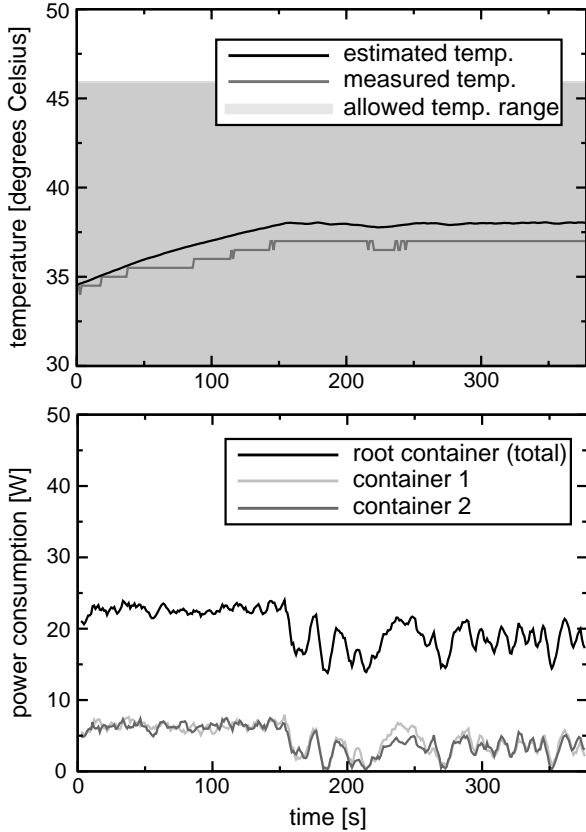 50
estimated temp.
measured temp.
allowed temp. range
45
40
35
30
temperature [degrees Celsius]
0
100
200
300
50
root container (total)
container 1
container 2
40
30
20
10
0
power consumption [W]
0
100
200
300
time [s]